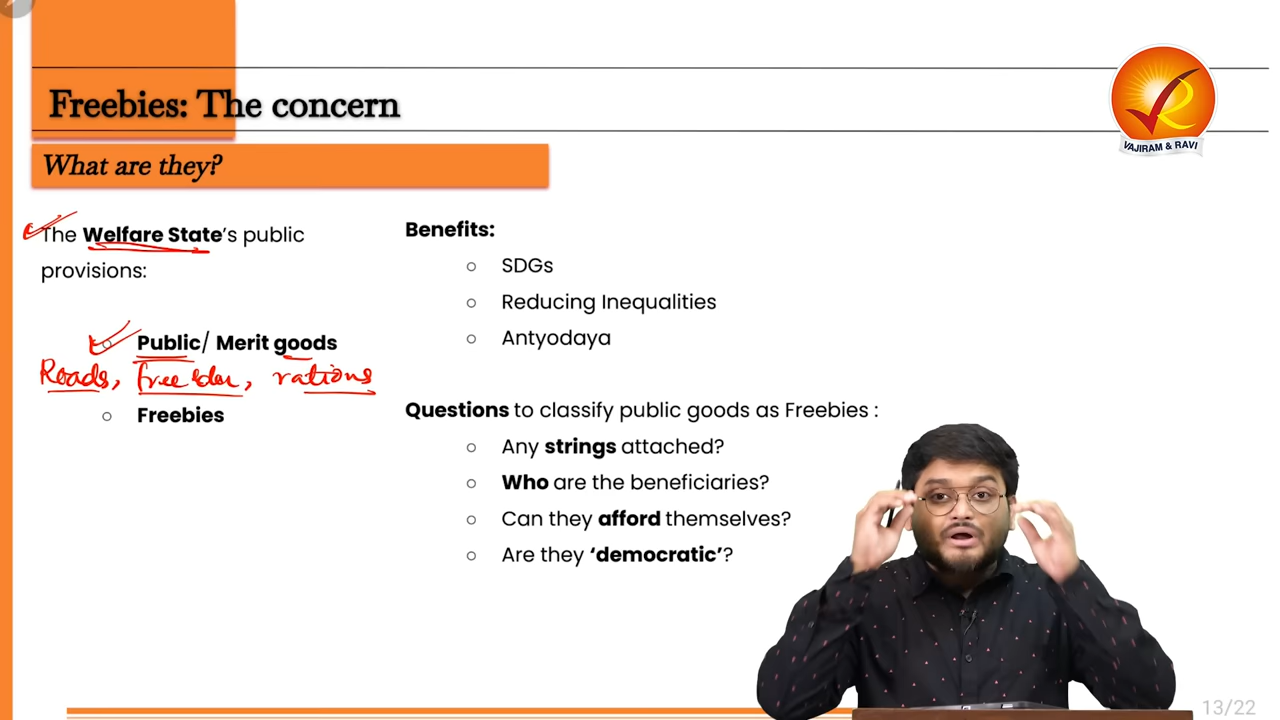 Freebies: The concern
What are they?
VAJIRAM & RAVI
The Welfare State's public
provisions:
Public/ Merit goods
Roads, free edu, rations
Freebies
Benefits:
SDGs
Reducing Inequalities
Antyodaya
Questions to classify public goods as Freebies :
Any strings attached?
Who are the beneficiaries?
Can they afford themselves?
Are they ‘democratic’?
13/22